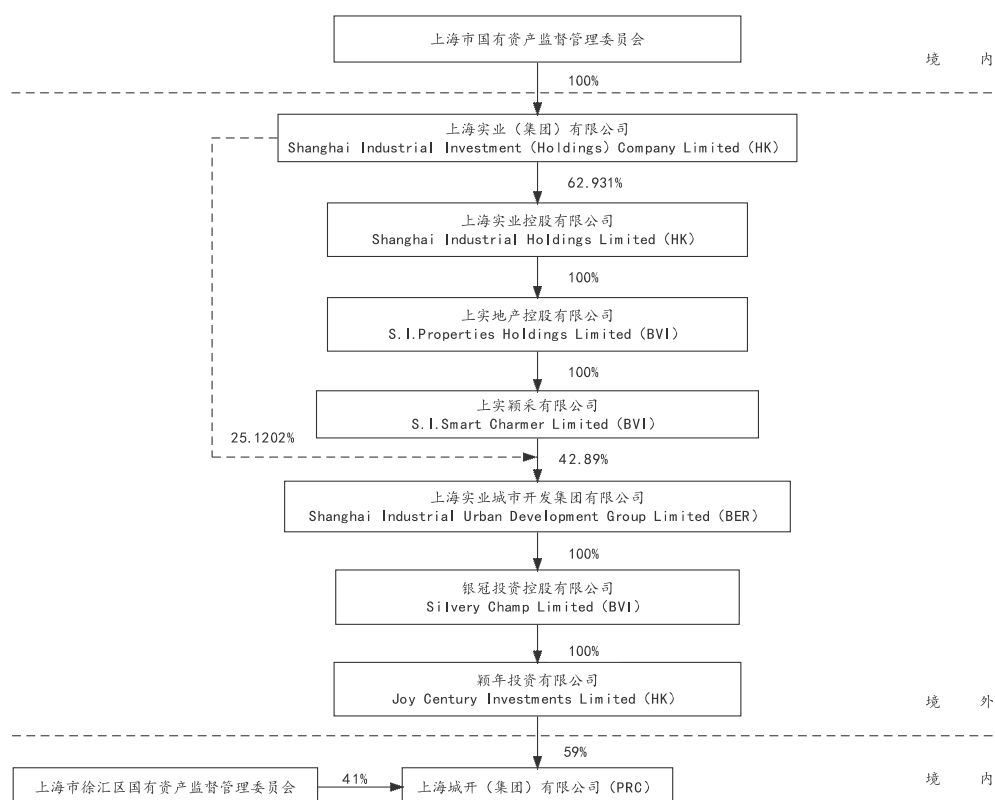 上海市国有资产监督管理委员会
境 内
100%
上海实业（集团）有限公司
Shanghai Industrial Investment (Holdings) Company Limited (HK)
62.931%
上海实业控股有限公司
Shanghai Industrial Holdings Limited (HK)
100%
上实地产控股有限公司
S.I.Properties Holdings Limited (BVI)
100%
上实颖采有限公司
S.I.Smart Charmer Limited (BVI)
25.1202%
42.89%
上海实业城市开发集团有限公司
Shanghai Industrial Urban Development Group Limited (BER)
100%
银冠投资控股有限公司
Silvery Champ Limited (BVI)
100%
颖年投资有限公司
Joy Century Investments Limited (HK)
境 外
59%
上海市徐汇区国有资产监督管理委员会
41%
上海城开（集团）有限公司 (PRC)
境 内